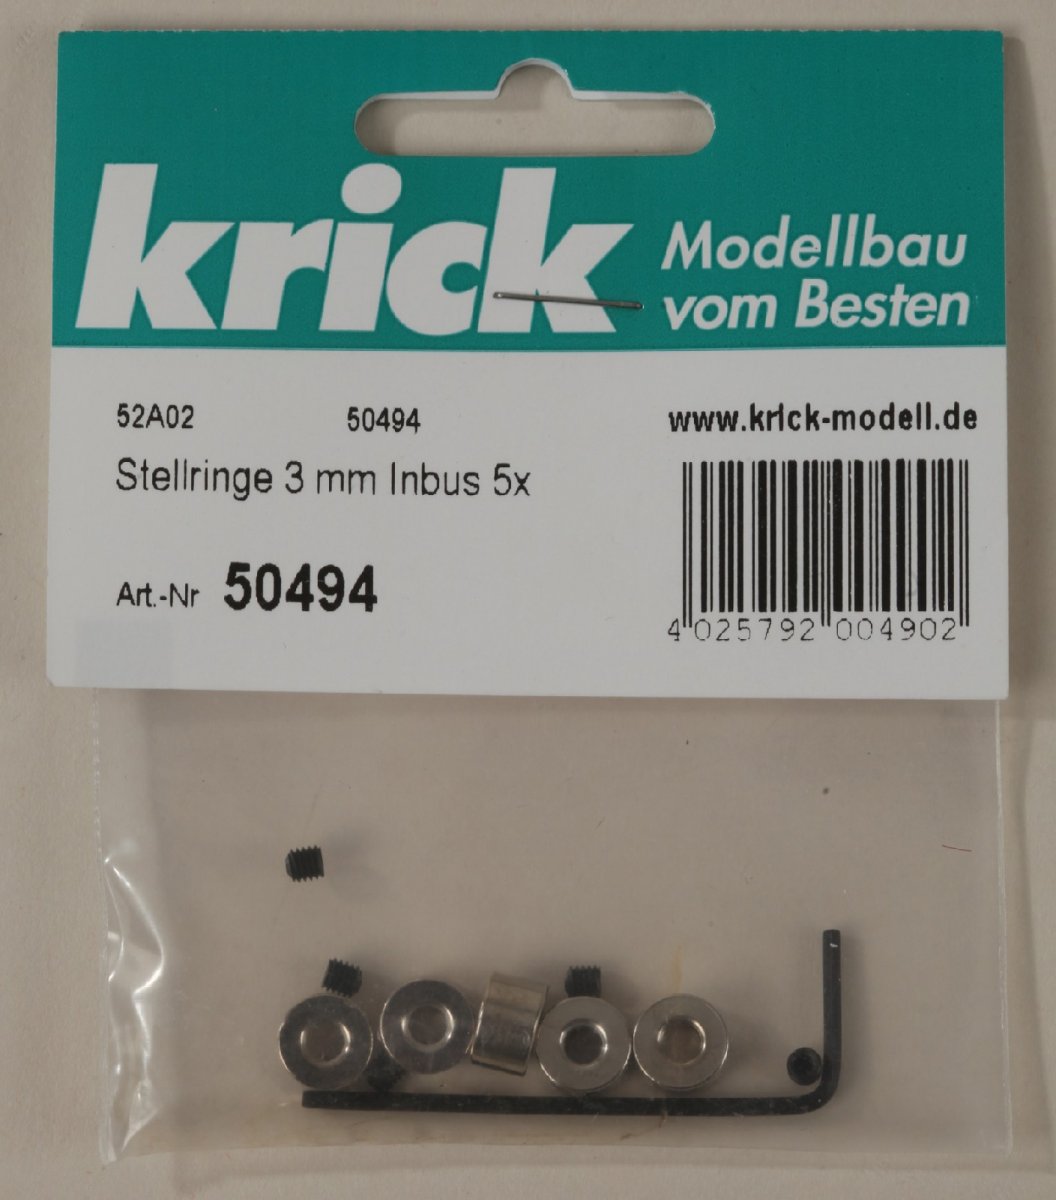 krick
Modellbau
vom Besten
52A02 50494
www.krick-modell.de
Stellringe 3 mm Inbus 5x
Art.-Nr 50494
4 025792 004902